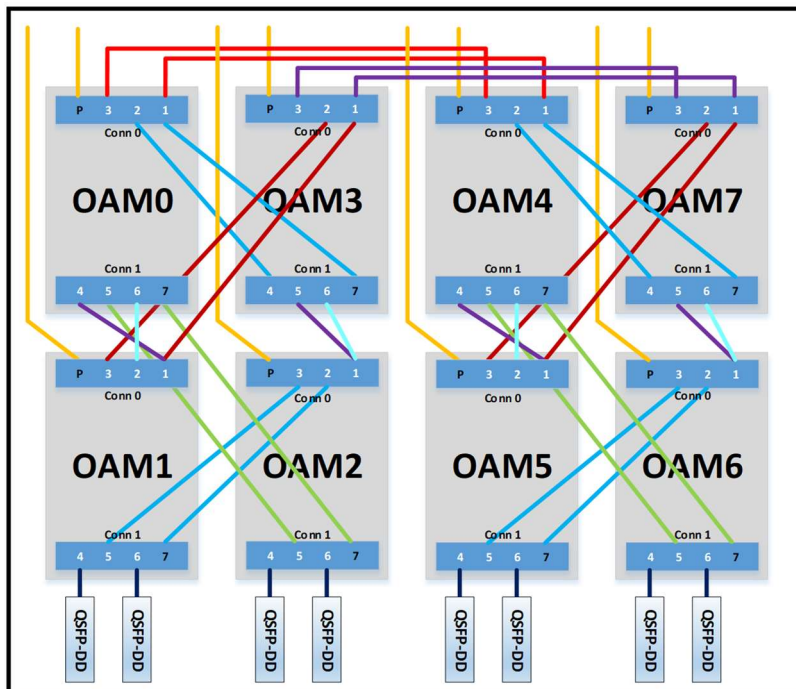 P 3 2 1 P 3 2 1 P 3 2 1 P 3 2 1
Conn 0 Conn 0 Conn 0 Conn 0
OAM0 OAM3 OAM4 OAM7
Conn 1 Conn 1 Conn 1 Conn 1
4 5 6 7 4 5 6 7 4 5 6 7 4 5 6 7
P 3 2 1 P 3 2 1 P 3 2 1 P 3 2 1
Conn 0 Conn 0 Conn 0 Conn 0
OAM1 OAM2 OAM5 OAM6
Conn 1 Conn 1 Conn 1 Conn 1
4 5 6 7 4 5 6 7 4 5 6 7 4 5 6 7
QSFP-DD QSFP-DD QSFP-DD QSFP-DD QSFP-DD QSFP-DD QSFP-DD QSFP-DD